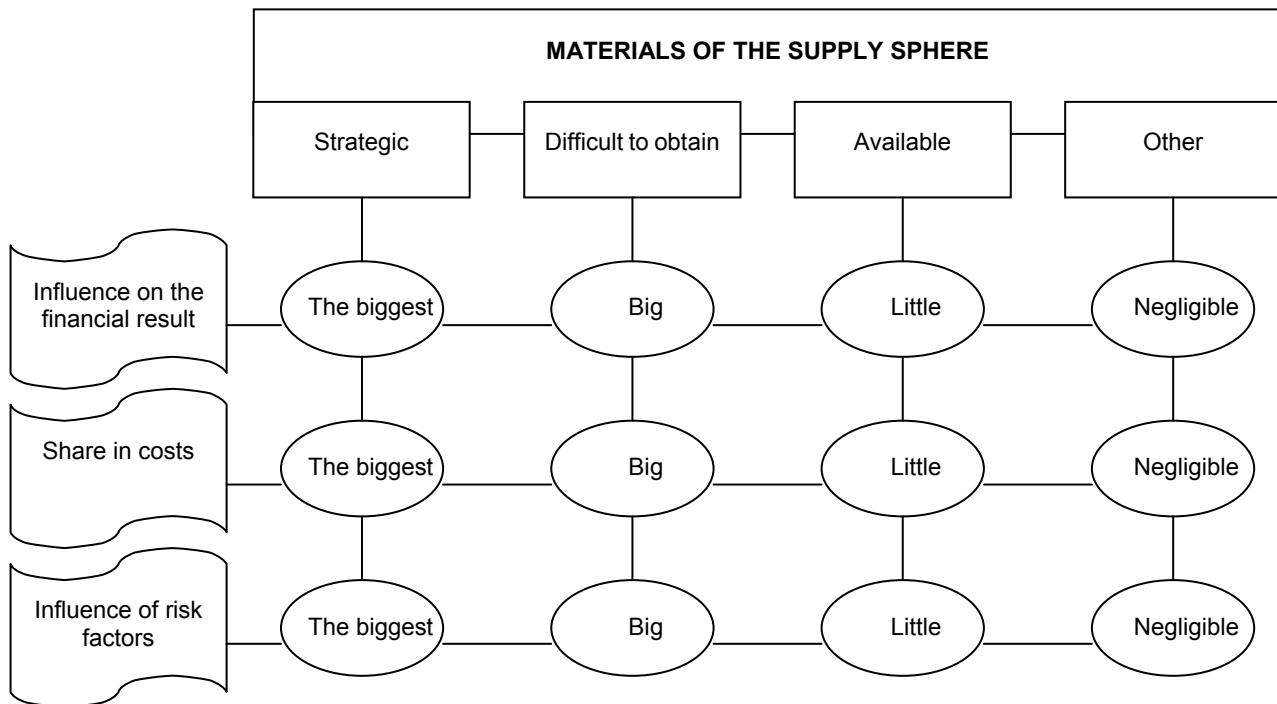 MATERIALS OF THE SUPPLY SPHERE
Strategic
Difficult to obtain
Available
Other
Influence on the
financial result
The biggest
Big
Little
Negligible
Share in costs
The biggest
Big
Little
Negligible
Influence of risk
factors
The biggest
Big
Little
Negligible